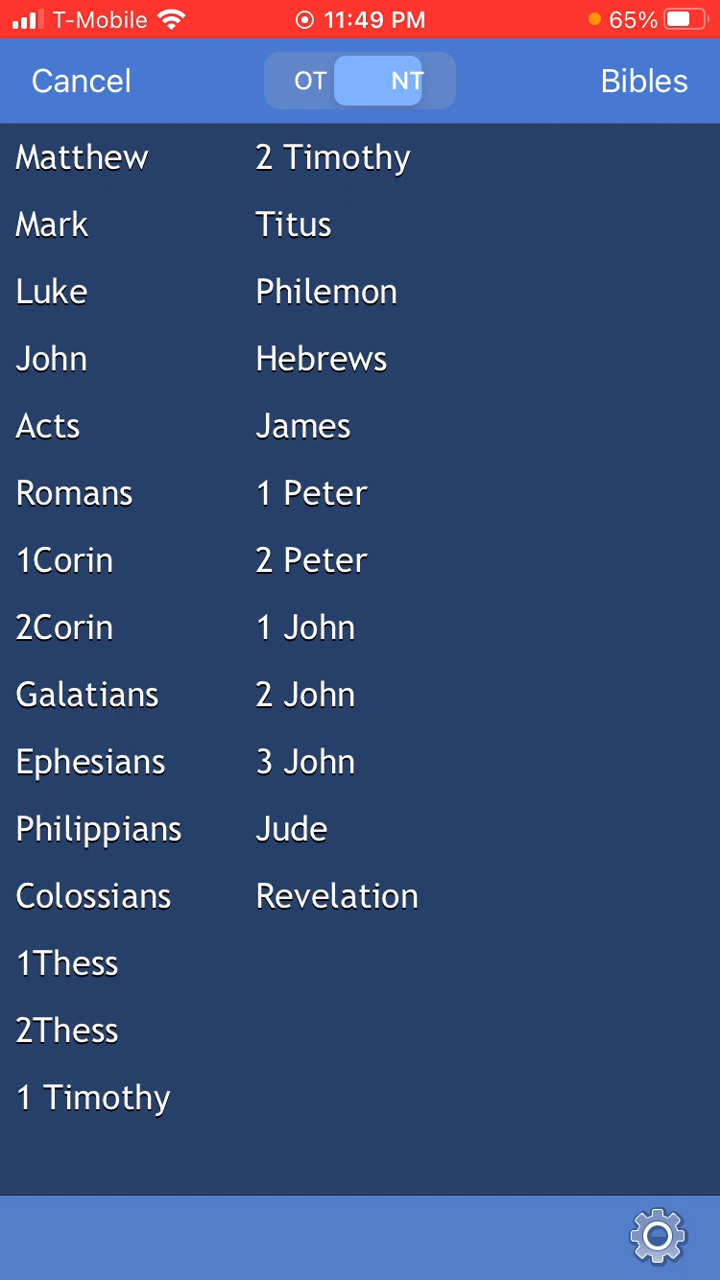 T-Mobile 11:49 PM 65%
Cancel OT NT Bibles
Matthew 2 Timothy
Mark Titus
Luke Philemon
John Hebrews
Acts James
Romans 1 Peter
1Corin 2 Peter
2Corin 1 John
Galatians 2 John
Ephesians 3 John
Philippians Jude
Colossians Revelation
1Thess
2Thess
1 Timothy